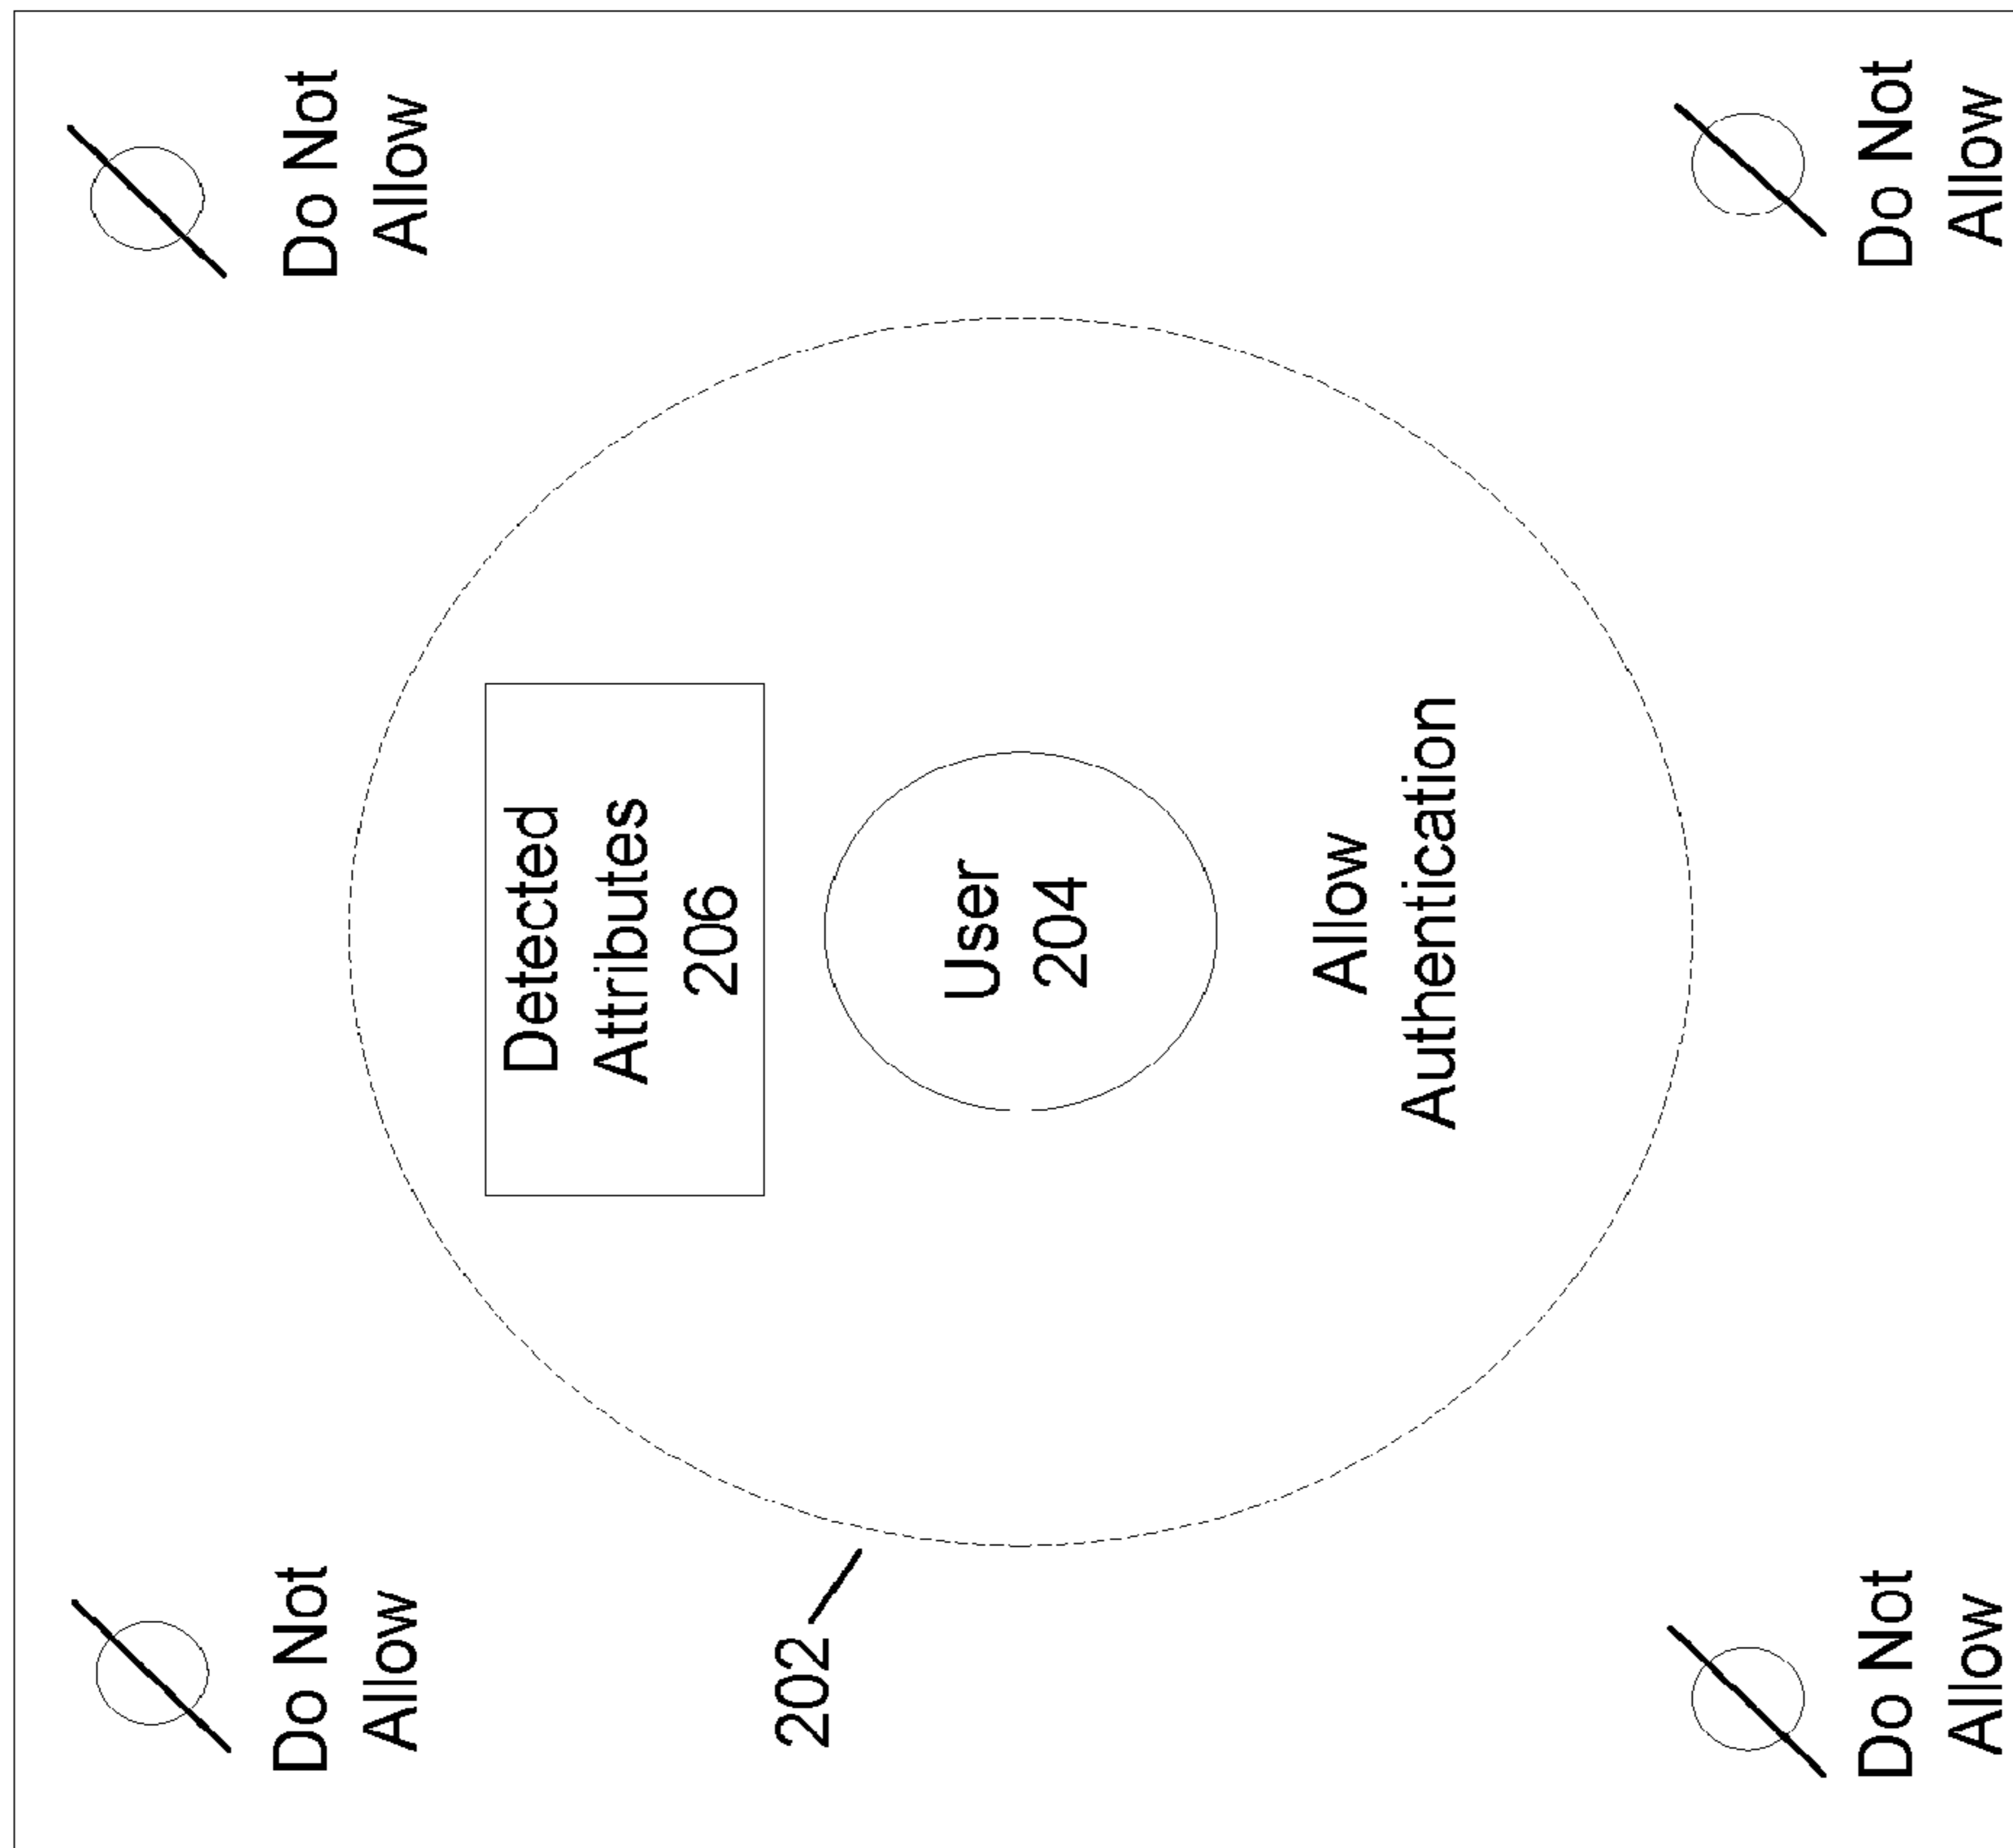 Do Not
Allow
Do Not
Allow
Detected
Attributes
206
202
User
204
Allow
Authentication
Do Not
Allow
Do Not
Allow